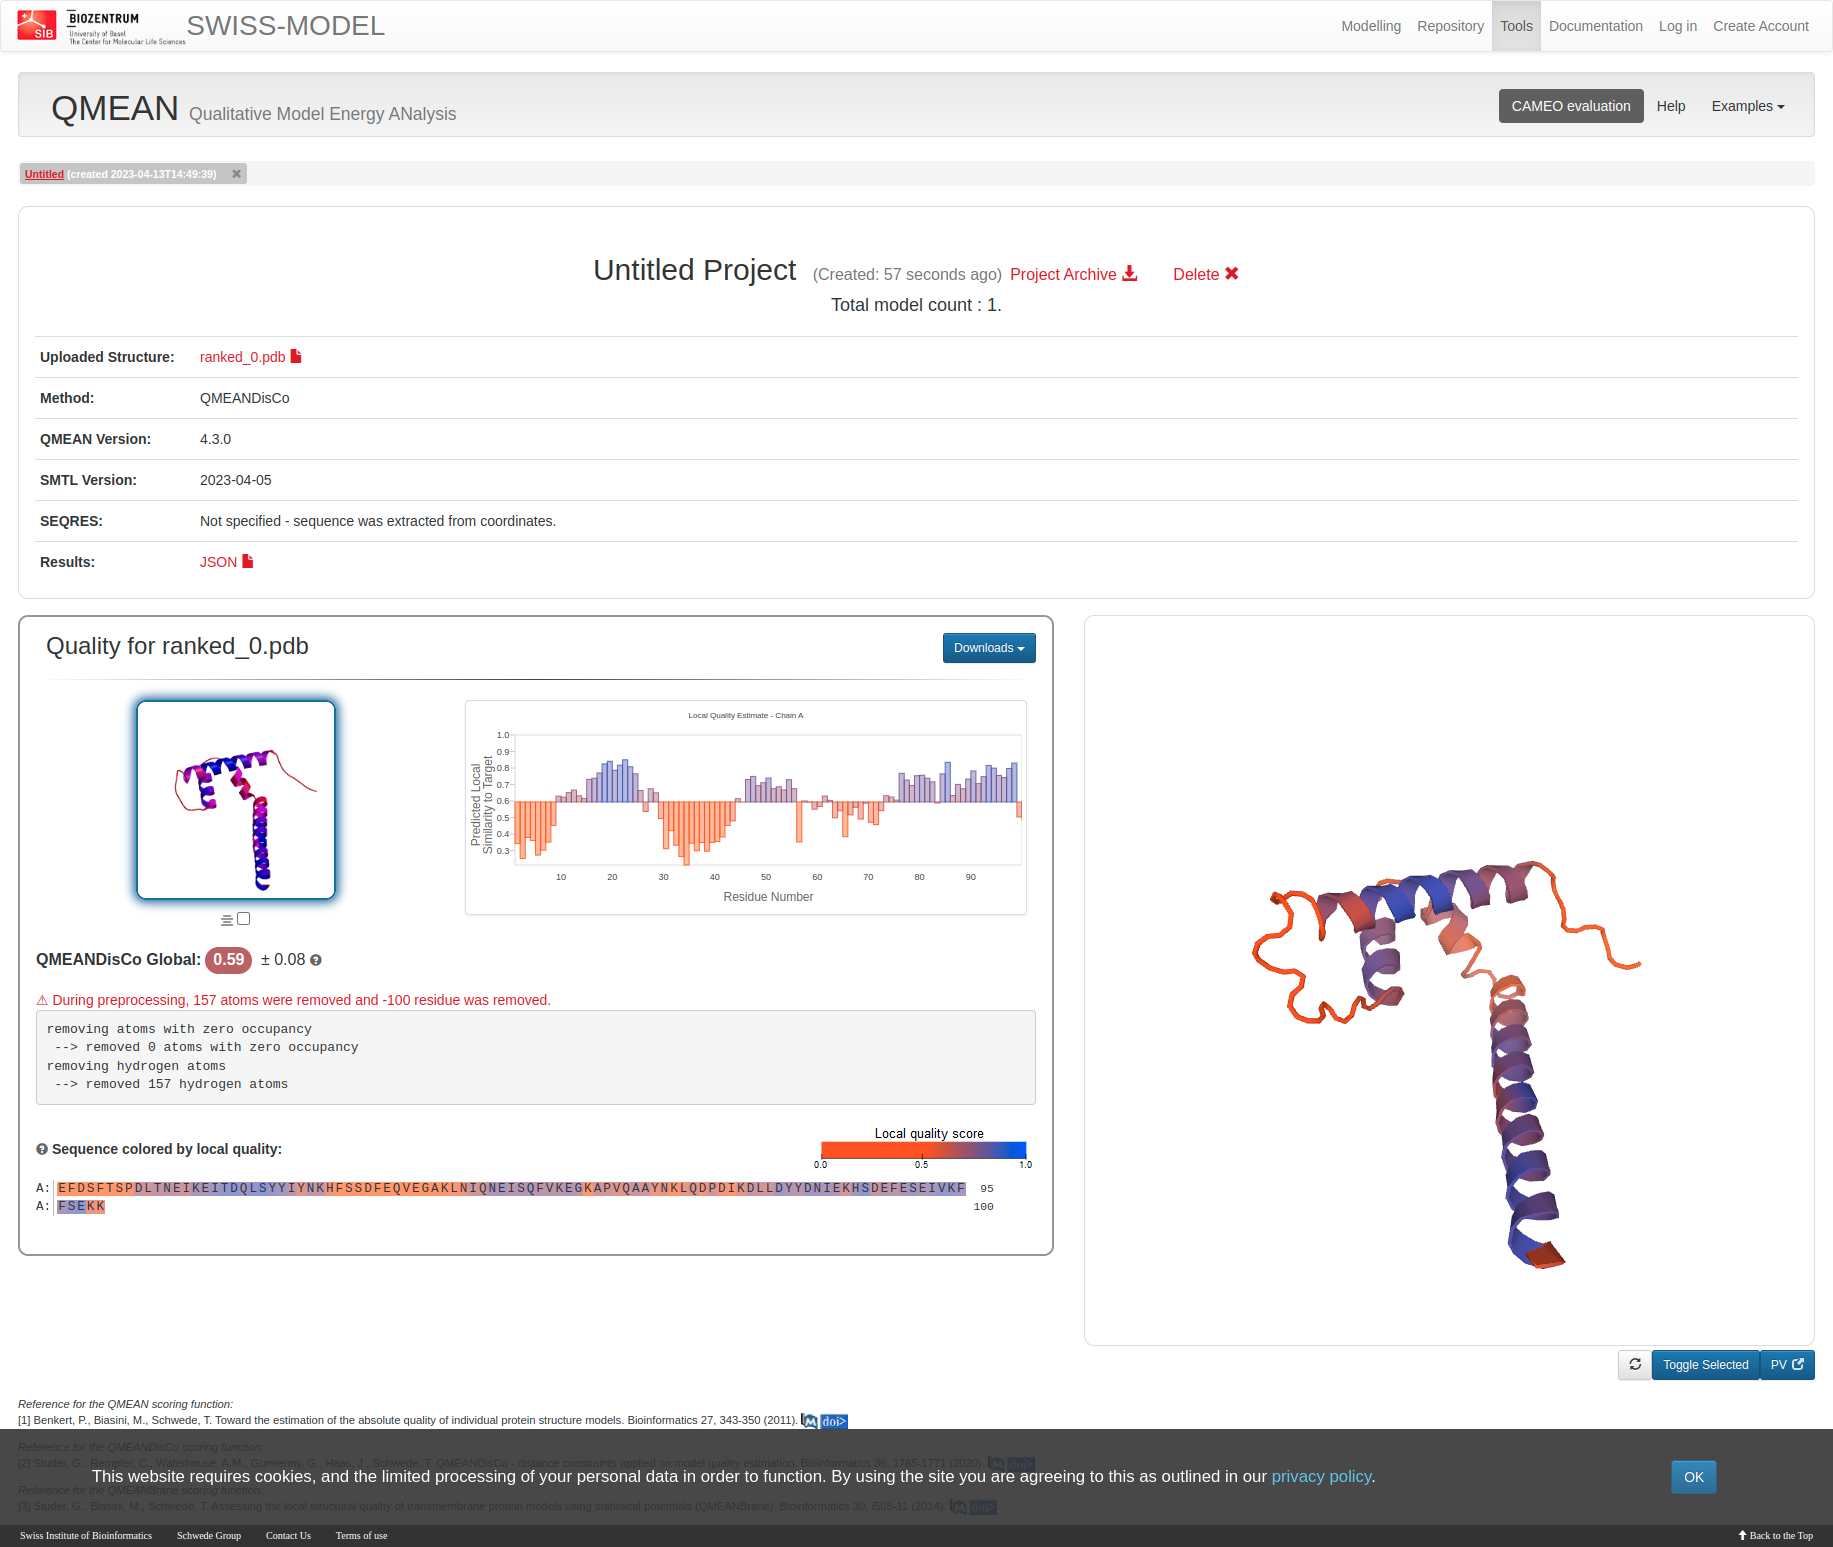 SIB
BIOZENTRUM
University of Basel
The Center for Molecular Life Sciences
SWISS-MODEL
Modelling Repository Tools Documentation Log in Create Account
QMEAN Qualitative Model Energy ANalysis
CAMEO evaluation Help Examples
Untitled (created 2023-04-13T14:49:39) ✖
Untitled Project (Created: 57 seconds ago) Project Archive Delete ✖
Total model count : 1.
Uploaded Structure: ranked_0.pdb
Method: QMEANDisCo
QMEAN Version: 4.3.0
SMTL Version: 2023-04-05
SEQRES: Not specified - sequence was extracted from coordinates.
Results: JSON
Quality for ranked_0.pdb
Downloads
Local Quality Estimate - Chain A
Predicted Local
Similarity to Target
1.0
0.9
0.8
0.7
0.6
0.5
0.4
0.3
10 20 30 40 50 60 70 80 90
Residue Number
QMEANDisCo Global: 0.59 ± 0.08 ?
⚠ During preprocessing, 157 atoms were removed and -100 residue was removed.
removing atoms with zero occupancy
--> removed 0 atoms with zero occupancy
removing hydrogen atoms
--> removed 157 hydrogen atoms
? Sequence colored by local quality:
Local quality score
0.0 0.5 1.0
A: EFDSFTSPDLTNEIKEITDQLSYYIYNKHFSSDFEQVEGAKLNIQNEISQFVKEGKAPVQAAYNKLQDPDIKDLLDYYDNIEKHSDEFESEIVKF 95
A: FSEKK 100
Toggle Selected PV
Reference for the QMEAN scoring function:
[1] Benkert, P., Biasini, M., Schwede, T. Toward the estimation of the absolute quality of individual protein structure models. Bioinformatics 27, 343-350 (2011). M doi>
Reference for the QMEANDisCo scoring function:
[2] Studer, G., Rempfer, C., Waterhouse, A.M., Gumienny, G., Haas, J., Schwede, T. QMEANDisCo - distance constraints applied on model quality estimation. Bioinformatics 36, 1765-1771 (2020). M doi>
This website requires cookies, and the limited processing of your personal data in order to function. By using the site you are agreeing to this as outlined in our privacy policy.
OK
Reference for the QMEANBrane scoring function:
[3] Studer, G., Biasini, M., Schwede, T. Assessing the local structural quality of transmembrane protein models using statistical potentials (QMEANBrane). Bioinformatics 30, i505-11 (2014). M doi>
Swiss Institute of Bioinformatics Schwede Group Contact Us Terms of use
Back to the Top